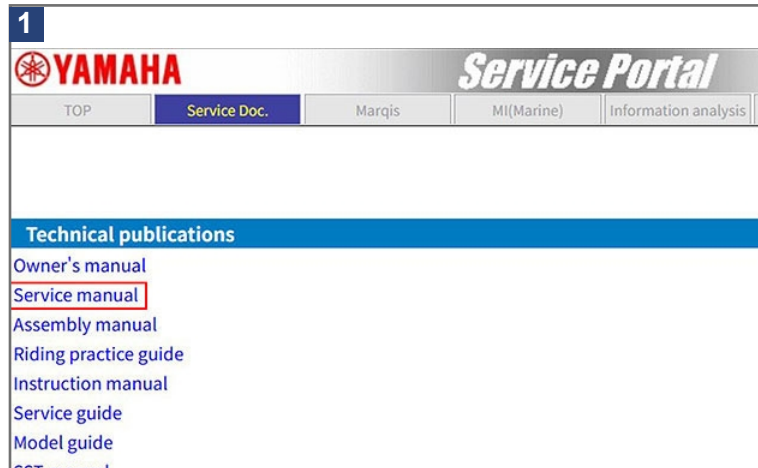 1
YAMAHA
Service Portal
TOP Service Doc. Marqis MI(Marine) Information analysis
Technical publications
Owner's manual
Service manual
Assembly manual
Riding practice guide
Instruction manual
Service guide
Model guide